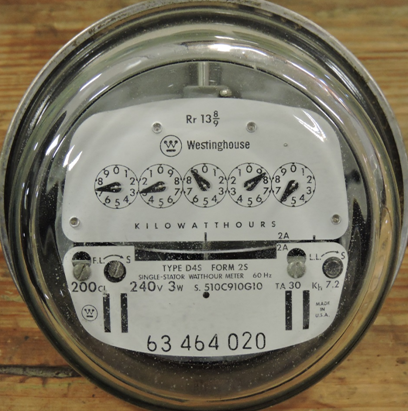 Rr 13 8/9
W Westinghouse
KILOWATTHOURS
2A
2A
F.L. S
L.L. S
TYPE D4S FORM 2S
SINGLE-STATOR WATTHOUR METER 60 Hz
200 CL 240 V 3W S. 510C910G10 TA 30 Kh 7.2
MADE IN U.S.A.
63 464 020